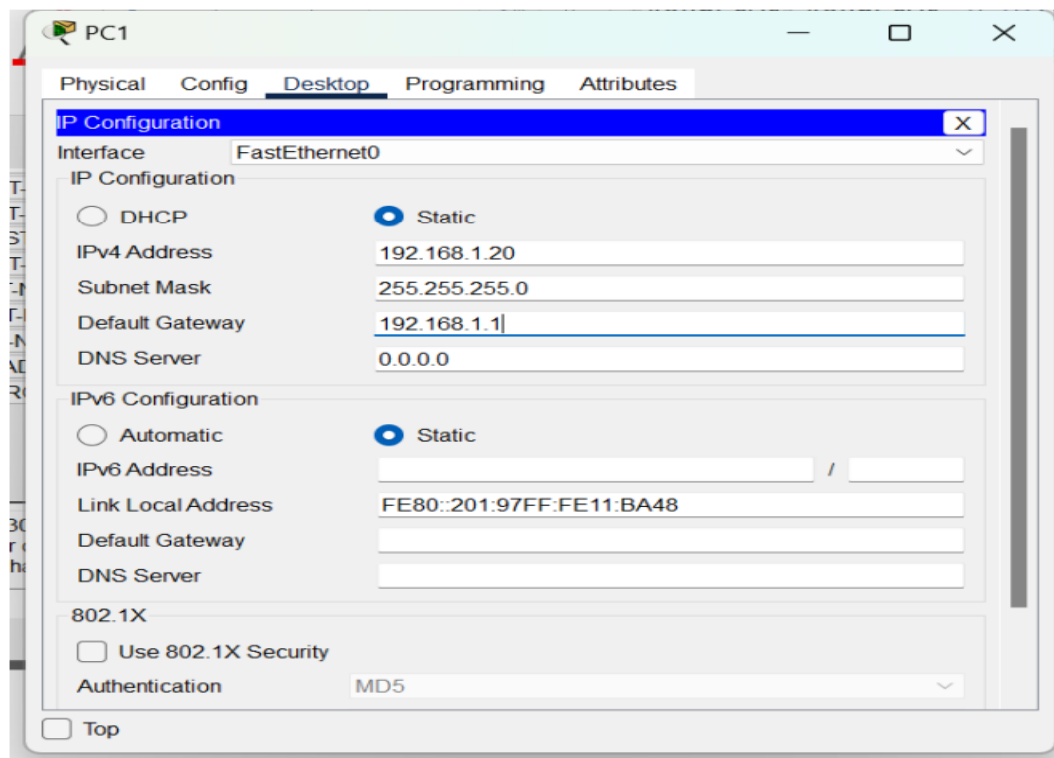 PC1
Physical Config Desktop Programming Attributes
IP Configuration X
Interface FastEthernet0
IP Configuration
DHCP Static
IPv4 Address 192.168.1.20
Subnet Mask 255.255.255.0
Default Gateway 192.168.1.1
DNS Server 0.0.0.0
IPv6 Configuration
Automatic Static
IPv6 Address /
Link Local Address FE80::201:97FF:FE11:BA48
Default Gateway
DNS Server
802.1X
Use 802.1X Security
Authentication MD5
Top